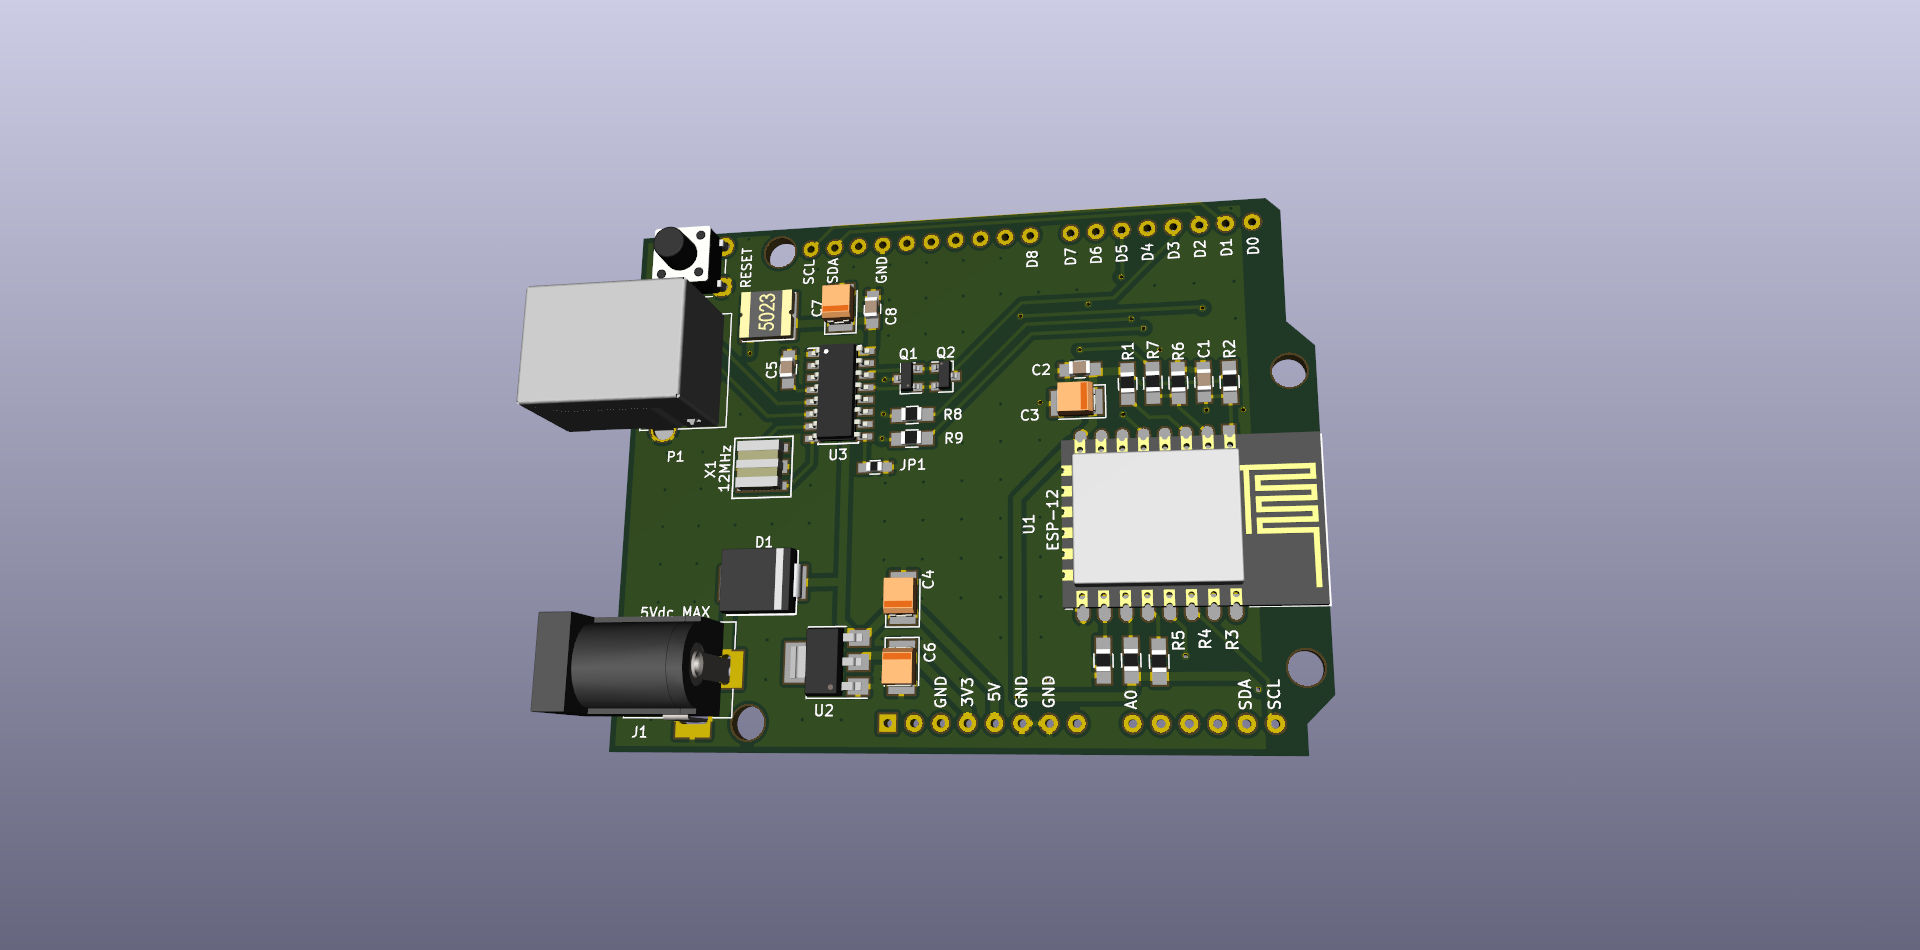 RESET
SCL
SDA
GND
D8
D7
D6
D5
D4
D3
D2
D1
D0
5023
C7
C8
C5
Q1
Q2
C2
R1
R7
R6
C1
R2
C3
R8
R9
P1
U3
JP1
X1
12MHz
U1
ESP-12
D1
C4
5Vdc MAX
C6
R5
R4
R3
U2
J1
GND
3V3
5V
GND
GND
A0
SDA
SCL